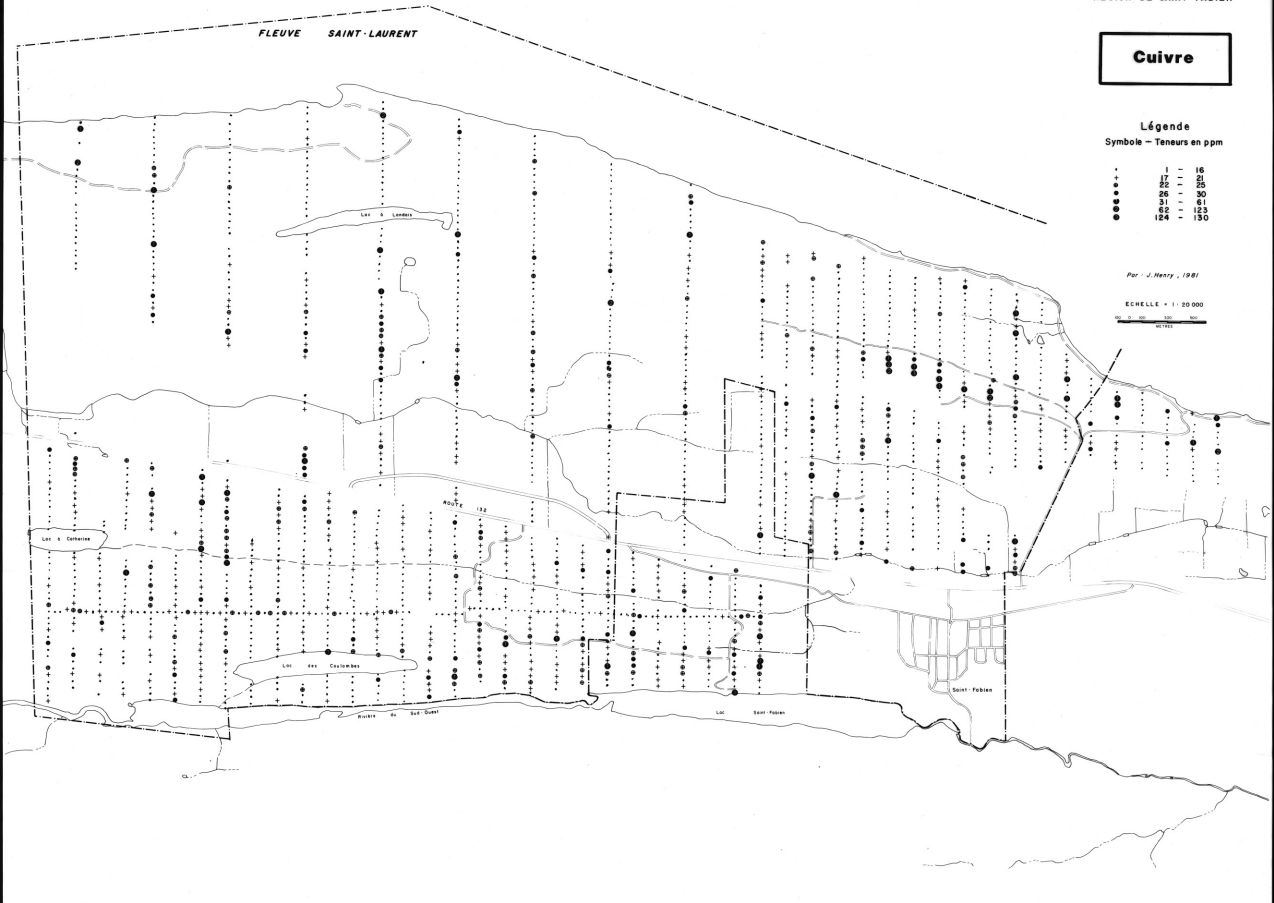 FLEUVE SAINT-LAURENT
Cuivre
Légende
Symbole — Teneurs en ppm
1 - 16
17 - 21
22 - 25
26 - 30
31 - 61
62 - 123
124 - 130
Par : J. Henry, 1981
ECHELLE = 1 : 20 000
METRES
Lac à Landais
ROUTE 132
Lac à Catherine
Lac des Coulombes
Rivière du Sud-Ouest
Lac Saint-Fabien
Saint-Fabien